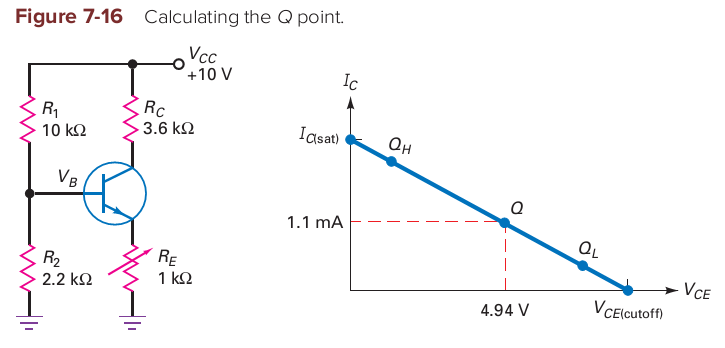 Figure 7-16 Calculating the Q point.
VCC
+10 V
R1
10 kΩ
RC
3.6 kΩ
VB
R2
2.2 kΩ
RE
1 kΩ
IC
IC(sat)
QH
Q
1.1 mA
QL
VCE
4.94 V
VCE(cutoff)